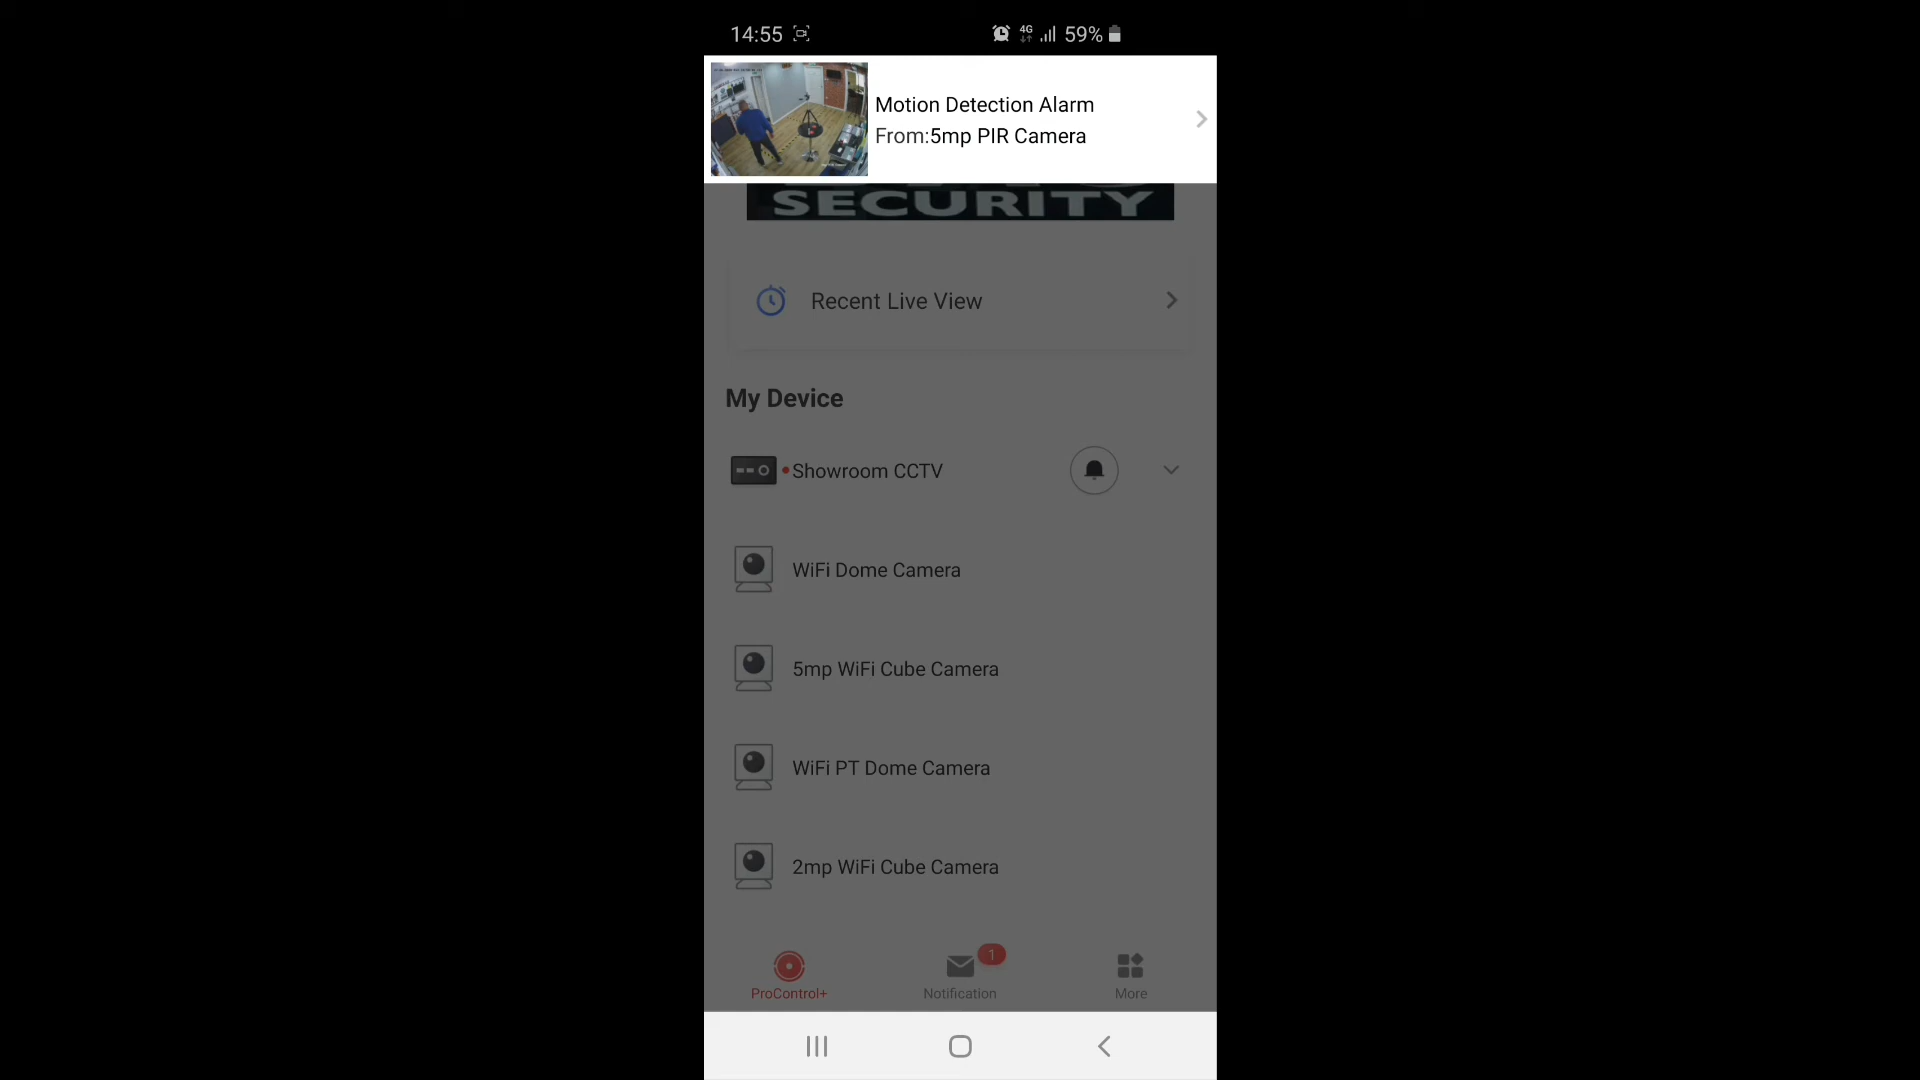 14:55
4G
59%
Motion Detection Alarm
From:5mp PIR Camera
SECURITY
Recent Live View
My Device
Showroom CCTV
WiFi Dome Camera
5mp WiFi Cube Camera
WiFi PT Dome Camera
2mp WiFi Cube Camera
1
ProControl+
Notification
More